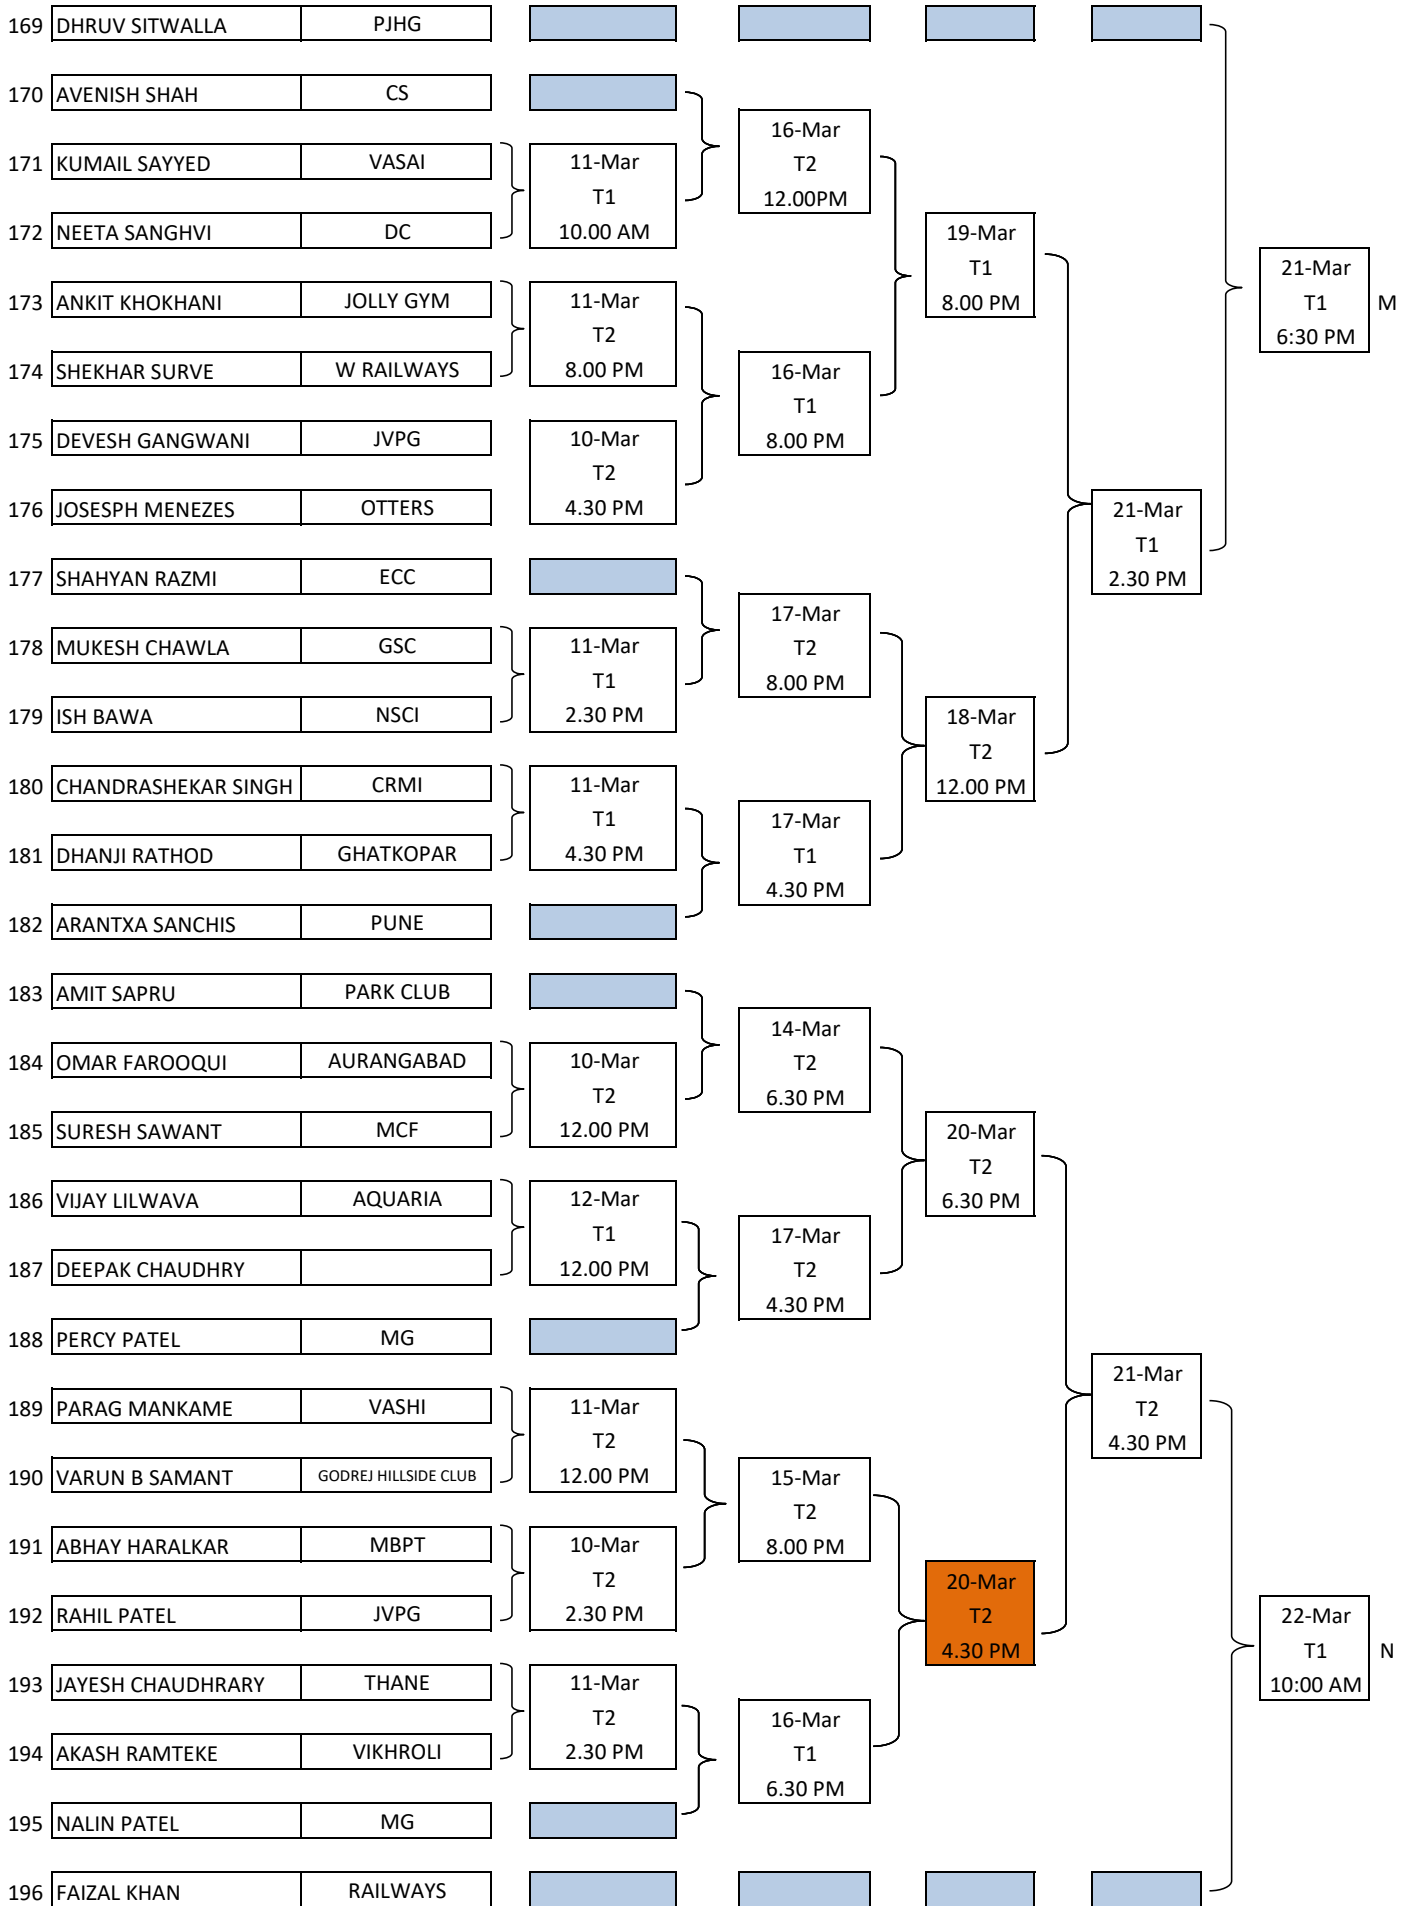 169 DHRUV SITWALLA PJHG
170 AVENISH SHAH CS
16-Mar
171 KUMAIL SAYYED VASAI 11-Mar T2
T1 12.00PM
172 NEETA SANGHVI DC 10.00 AM 19-Mar
T1 21-Mar
173 ANKIT KHOKHANI JOLLY GYM 11-Mar 8.00 PM T1 M
T2 6:30 PM
174 SHEKHAR SURVE W RAILWAYS 8.00 PM 16-Mar
T1
175 DEVESH GANGWANI JVPG 10-Mar 8.00 PM
T2
176 JOSESPH MENEZES OTTERS 4.30 PM 21-Mar
T1
177 SHAHYAN RAZMI ECC 2.30 PM
17-Mar
178 MUKESH CHAWLA GSC 11-Mar T2
T1 8.00 PM
179 ISH BAWA NSCI 2.30 PM 18-Mar
T2
180 CHANDRASHEKAR SINGH CRMI 11-Mar 12.00 PM
T1 17-Mar
181 DHANJI RATHOD GHATKOPAR 4.30 PM T1
4.30 PM
182 ARANTXA SANCHIS PUNE
183 AMIT SAPRU PARK CLUB
14-Mar
184 OMAR FAROOQUI AURANGABAD 10-Mar T2
T2 6.30 PM
185 SURESH SAWANT MCF 12.00 PM 20-Mar
T2
186 VIJAY LILWAVA AQUARIA 12-Mar 6.30 PM
T1 17-Mar
187 DEEPAK CHAUDHRY 12.00 PM T2
4.30 PM
188 PERCY PATEL MG
21-Mar
189 PARAG MANKAME VASHI 11-Mar T2
T2 4.30 PM
190 VARUN B SAMANT GODREJ HILLSIDE CLUB 12.00 PM 15-Mar
T2
191 ABHAY HARALKAR MBPT 10-Mar 8.00 PM
T2 20-Mar
192 RAHIL PATEL JVPG 2.30 PM T2 22-Mar
4.30 PM T1 N
193 JAYESH CHAUDHRARY THANE 11-Mar 10:00 AM
T2 16-Mar
194 AKASH RAMTEKE VIKHROLI 2.30 PM T1
6.30 PM
195 NALIN PATEL MG
196 FAIZAL KHAN RAILWAYS